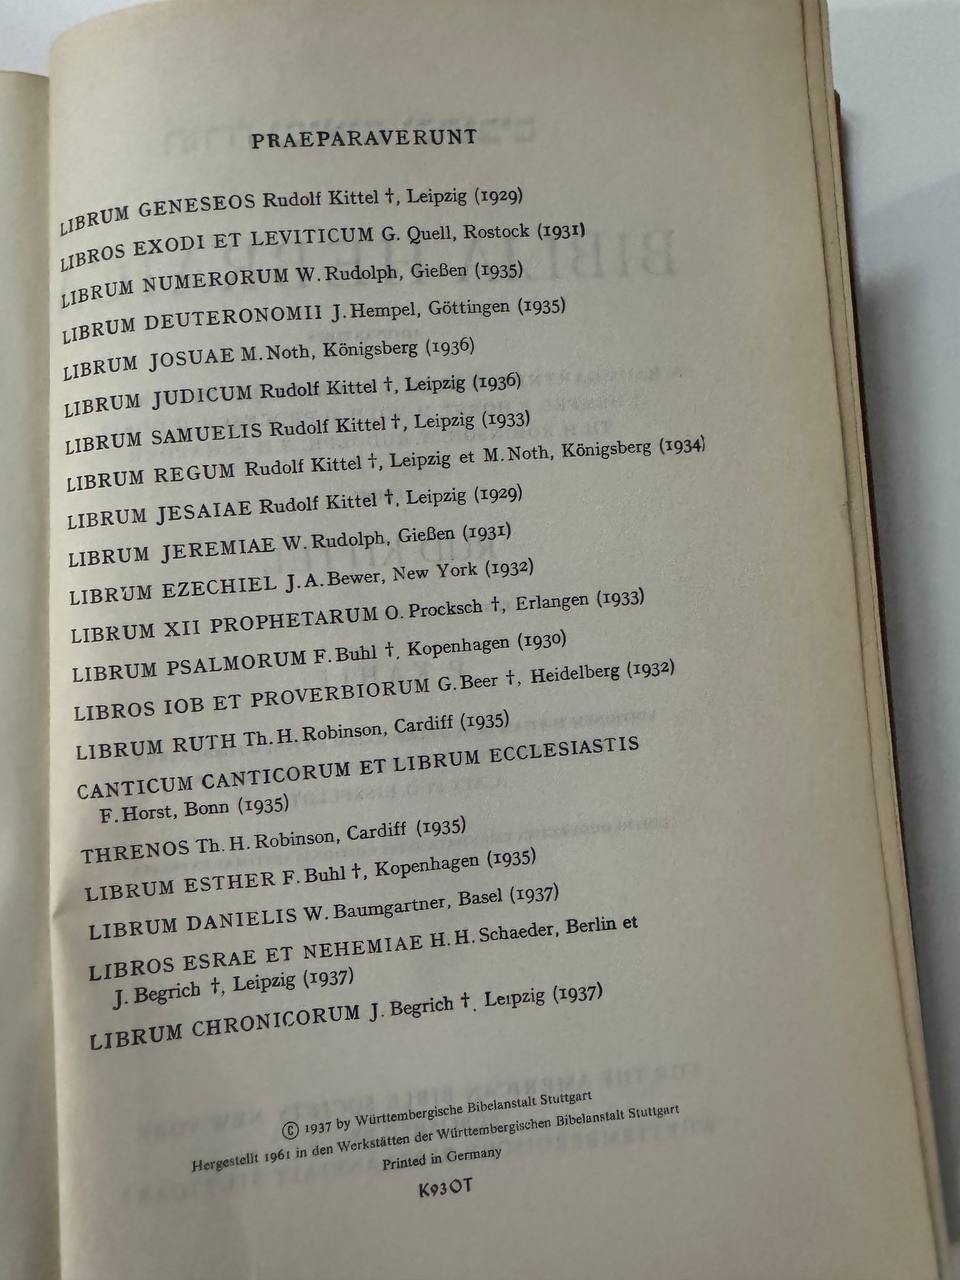 PRAEPARAVERUNT
LIBRUM GENESEOS Rudolf Kittel †, Leipzig (1929)
LIBROS EXODI ET LEVITICUM G. Quell, Rostock (1931)
LIBRUM NUMERORUM W. Rudolph, Gießen (1935)
LIBRUM DEUTERONOMII J. Hempel, Göttingen (1935)
LIBRUM JOSUAE M. Noth, Königsberg (1936)
LIBRUM JUDICUM Rudolf Kittel †, Leipzig (1936)
LIBRUM SAMUELIS Rudolf Kittel †, Leipzig (1933)
LIBRUM REGUM Rudolf Kittel †, Leipzig et M. Noth, Königsberg (1934)
LIBRUM JESAIAE Rudolf Kittel †, Leipzig (1929)
LIBRUM JEREMIAE W. Rudolph, Gießen (1931)
LIBRUM EZECHIEL J. A. Bewer, New York (1932)
LIBRUM XII PROPHETARUM O. Procksch †, Erlangen (1933)
LIBRUM PSALMORUM F. Buhl †, Kopenhagen (1930)
LIBROS IOB ET PROVERBIORUM G. Beer †, Heidelberg (1932)
LIBRUM RUTH Th. H. Robinson, Cardiff (1935)
CANTICUM CANTICORUM ET LIBRUM ECCLESIASTIS
F. Horst, Bonn (1935)
THRENOS Th. H. Robinson, Cardiff (1935)
LIBRUM ESTHER F. Buhl †, Kopenhagen (1935)
LIBRUM DANIELIS W. Baumgartner, Basel (1937)
LIBROS ESRAE ET NEHEMIAE H. H. Schaeder, Berlin et
J. Begrich †, Leipzig (1937)
LIBRUM CHRONICORUM J. Begrich †, Leipzig (1937)
© 1937 by Württembergische Bibelanstalt Stuttgart
Hergestellt 1961 in den Werkstätten der Württembergischen Bibelanstalt Stuttgart
Printed in Germany
K93OT